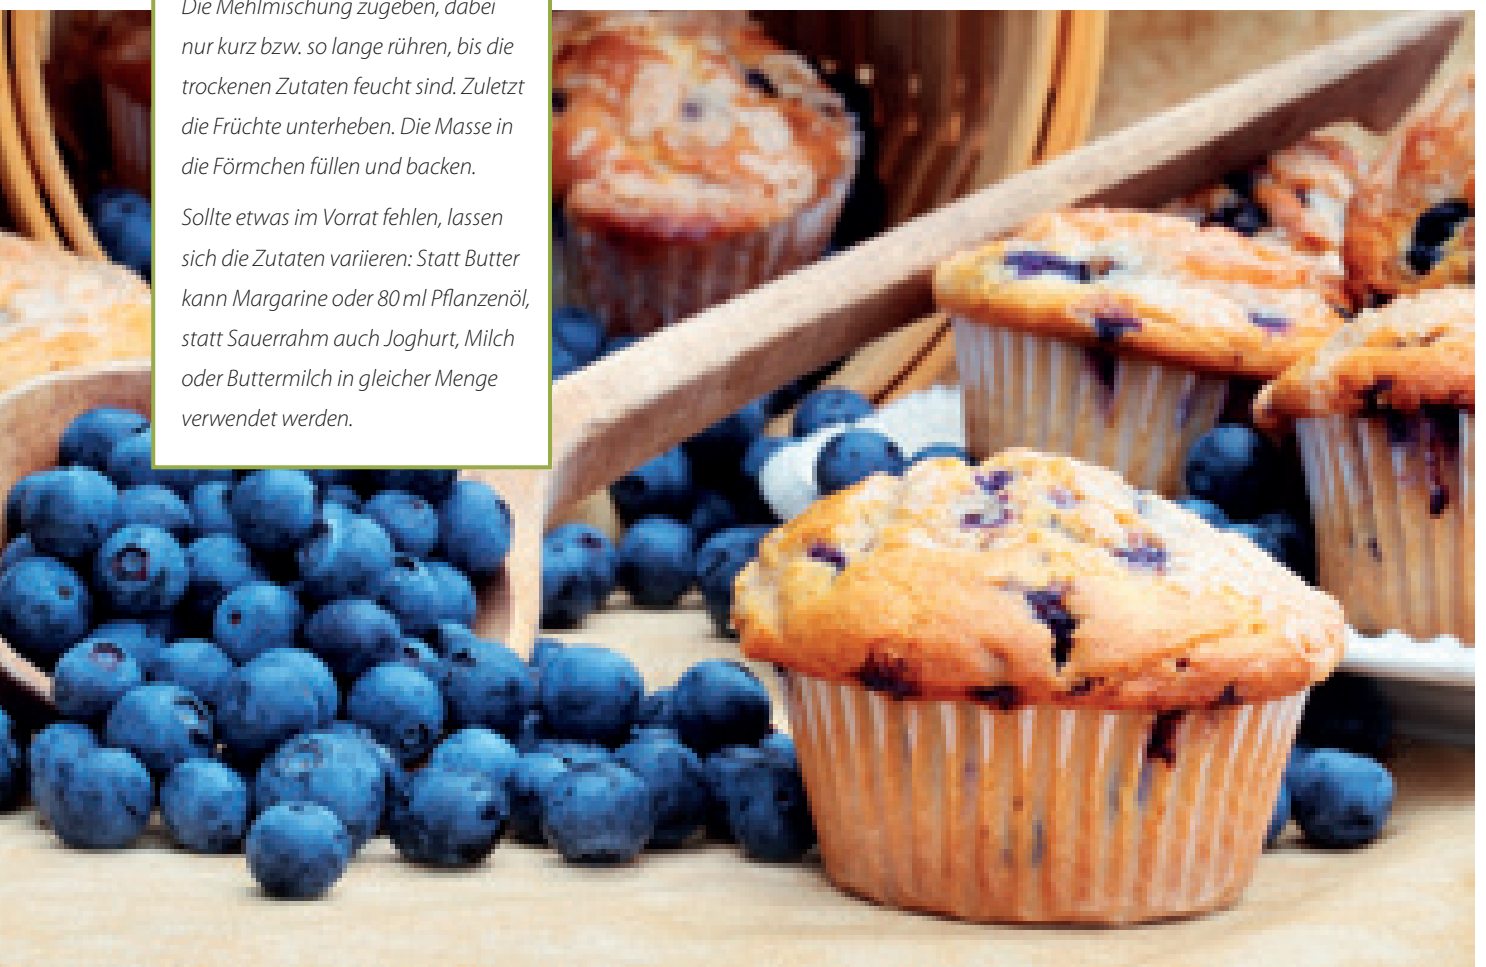 Die Mehlmischung zugeben, dabei
nur kurz bzw. so lange rühren, bis die
trockenen Zutaten feucht sind. Zuletzt
die Früchte unterheben. Die Masse in
die Förmchen füllen und backen.
Sollte etwas im Vorrat fehlen, lassen
sich die Zutaten variieren: Statt Butter
kann Margarine oder 80 ml Pflanzenöl,
statt Sauerrahm auch Joghurt, Milch
oder Buttermilch in gleicher Menge
verwendet werden.